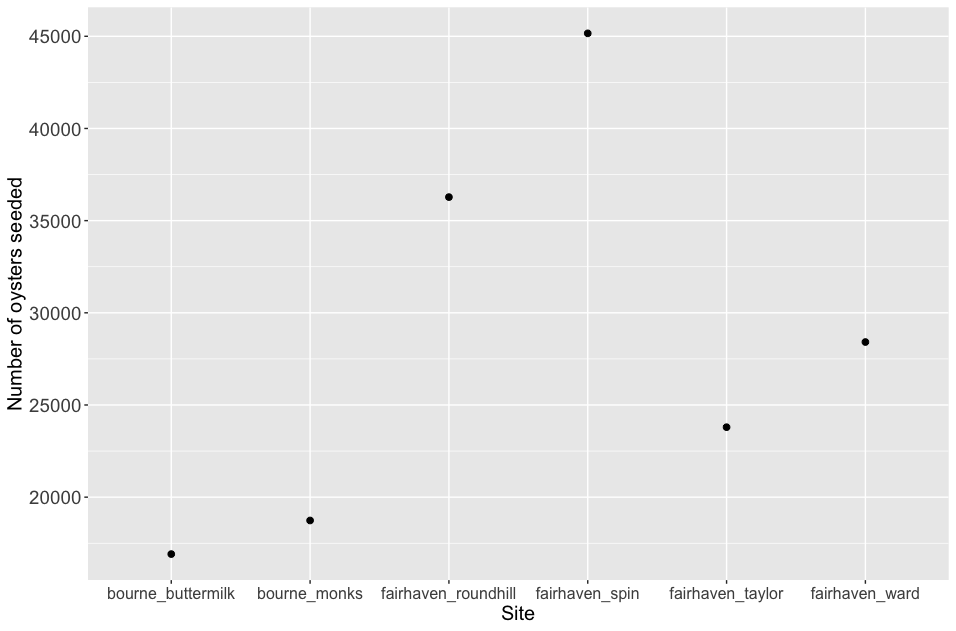 Number of oysters seeded
45000
40000
35000
30000
25000
20000
bourne_buttermilk bourne_monks fairhaven_roundhill fairhaven_spin fairhaven_taylor fairhaven_ward
Site